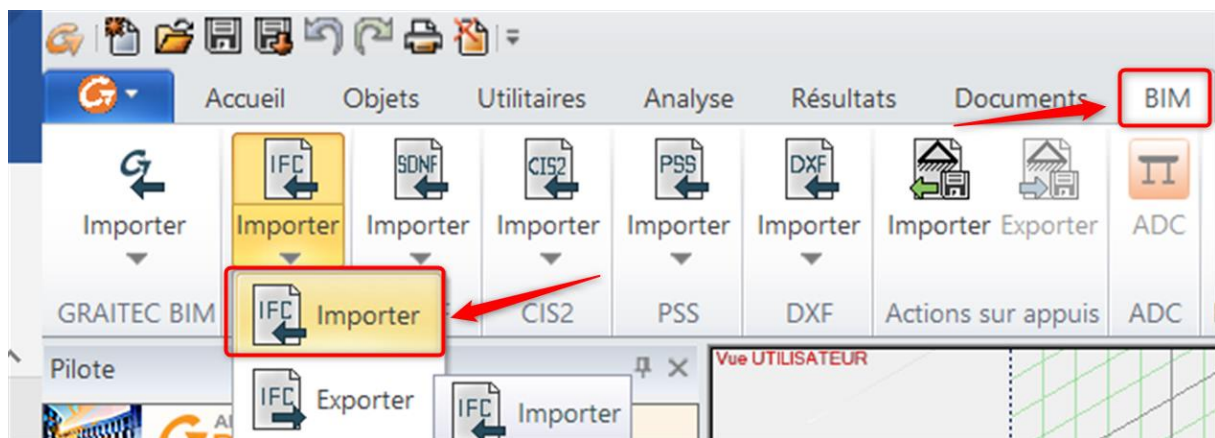 Accueil Objets Utilitaires Analyse Résultats Documents BIM
IFC SDNF CIS2 PSS DXF
Importer Importer Importer Importer Importer Importer Importer Exporter ADC
GRAITEC BIM CIS2 PSS DXF Actions sur appuis ADC
IFC Importer
Pilote
Vue UTILISATEUR
IFC Exporter
IFC Importer